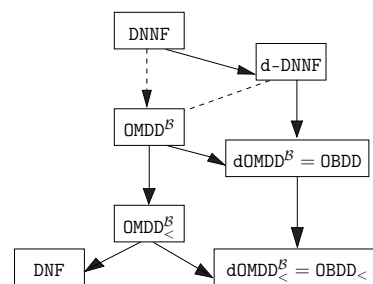 DNNF
d-DNNF
OMDD^ℬ
dOMDD^ℬ = OBDD
OMDD^ℬ_<
DNF
dOMDD^ℬ_< = OBDD_<